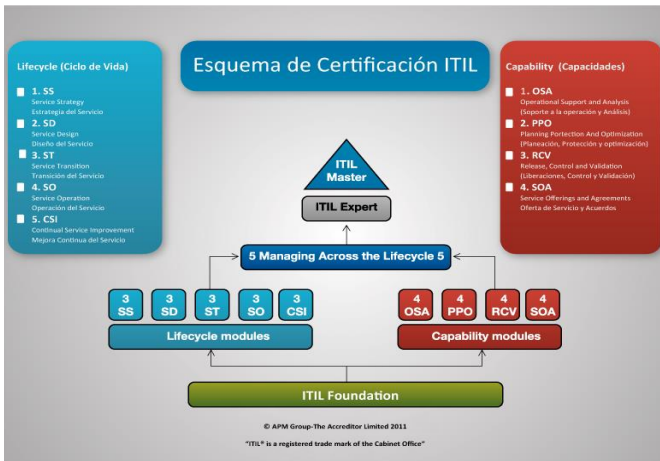 Esquema de Certificación ITIL
Lifecycle (Ciclo de Vida)
1. SS
Service Strategy
Estrategia del Servicio
2. SD
Service Design
Diseño del Servicio
3. ST
Service Transition
Transición del Servicio
4. SO
Service Operation
Operación del Servicio
5. CSI
Continual Service Improvement
Mejora Continua del Servicio
Capability (Capacidades)
1. OSA
Operational Support and Analysis
(Soporte a la operación y Análisis)
2. PPO
Planning Portection And Optimization
(Planeación, Protección y optimización)
3. RCV
Release, Control and Validation
(Liberaciones, Control y Validación)
4. SOA
Service Offerings and Agreements
Oferta de Servicio y Acuerdos
ITIL
Master
ITIL Expert
5 Managing Across the Lifecycle 5
3 3 3 3 3
SS SD ST SO CSI
Lifecycle modules
4 4 4 4
OSA PPO RCV SOA
Capability modules
ITIL Foundation
© APM Group-The Accreditor Limited 2011
"ITIL® is a registered trade mark of the Cabinet Office"